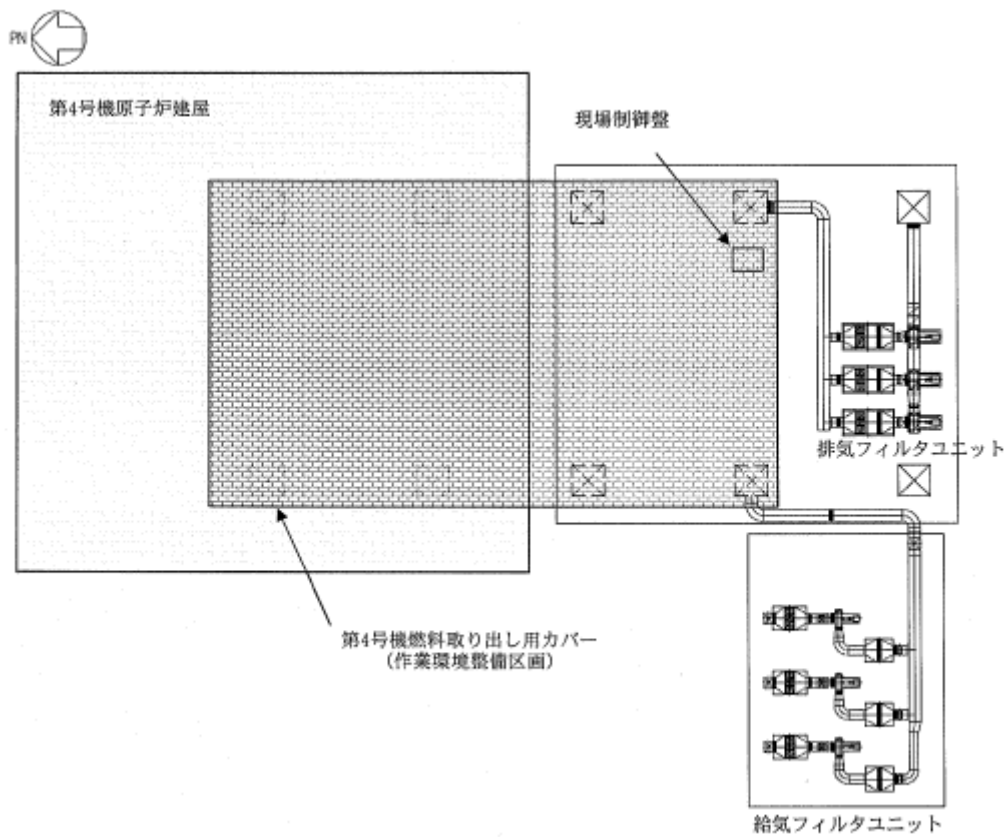 PN
第4号機原子炉建屋
現場制御盤
排気フィルタユニット
第4号機燃料取り出し用カバー
（作業環境整備区画）
給気フィルタユニット